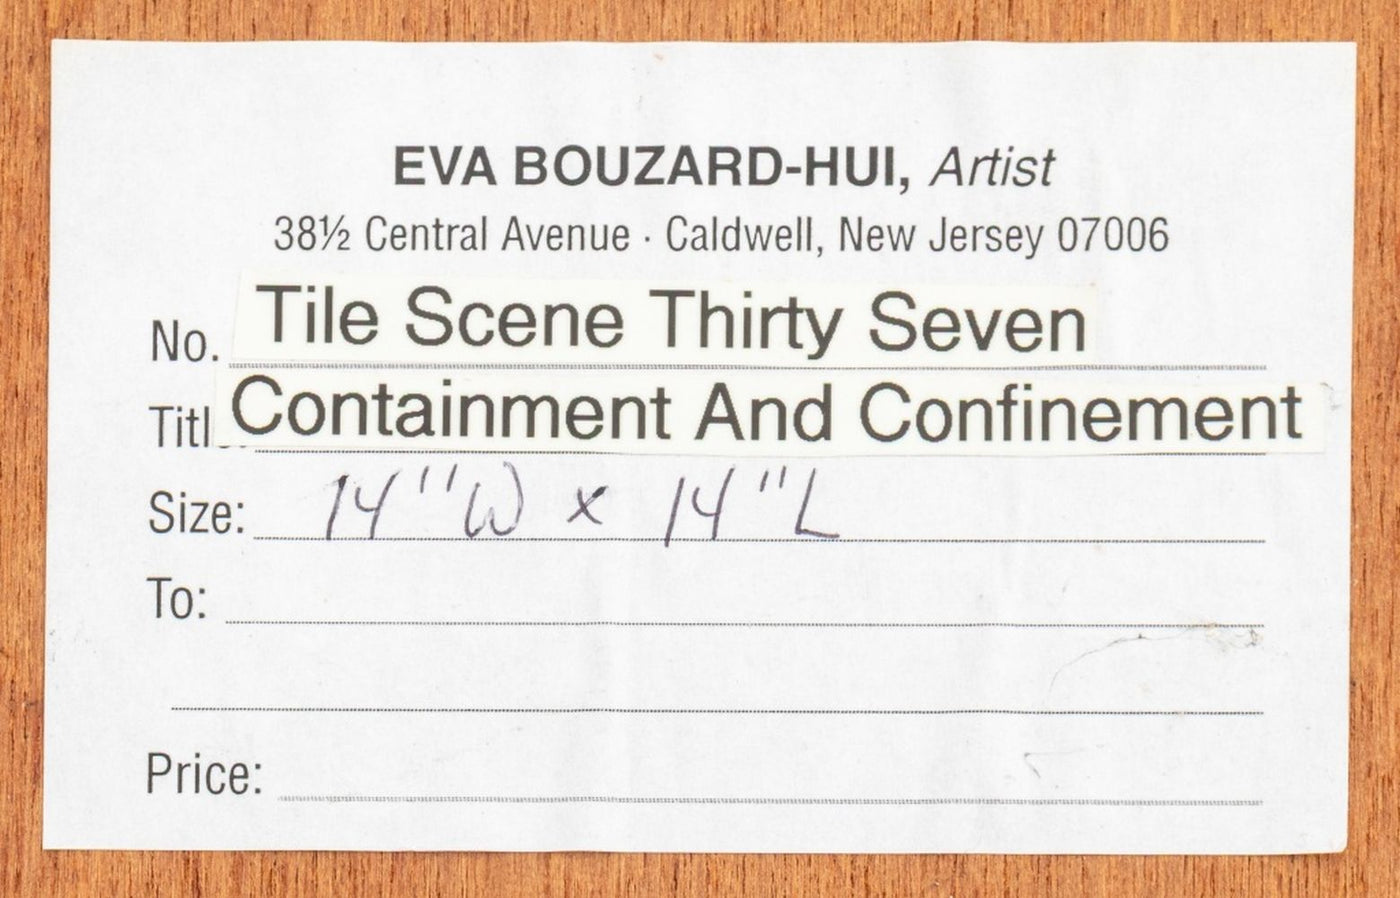 EVA BOUZARD-HUI, Artist
38½ Central Avenue · Caldwell, New Jersey 07006
No. Tile Scene Thirty Seven
Titl Containment And Confinement
Size: 14"W x 14"L
To:
Price: